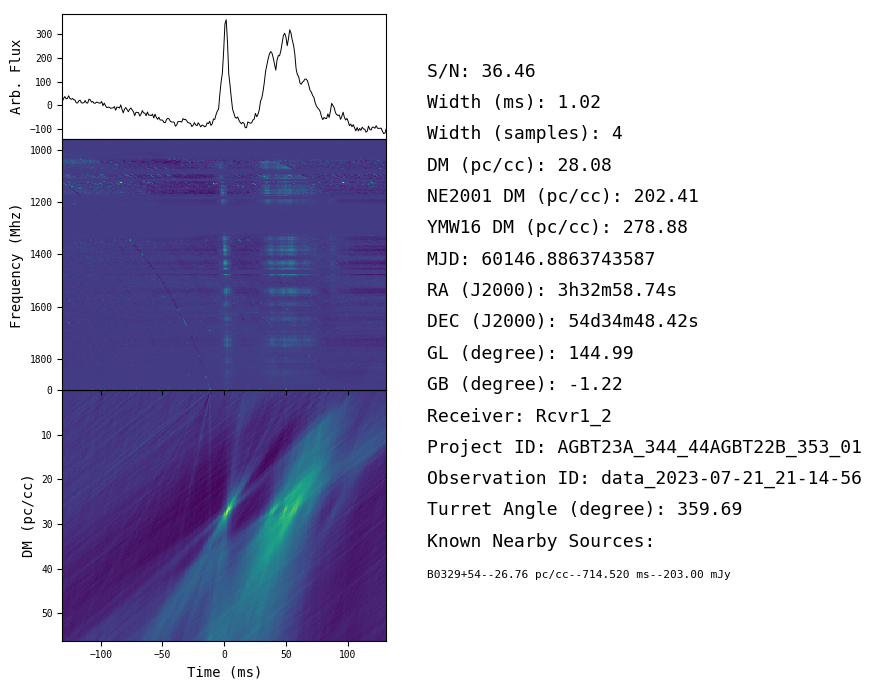 300
200
100
0
−100
Arb. Flux
1000
1200
1400
1600
1800
Frequency (Mhz)
0
10
20
30
40
50
DM (pc/cc)
−100
−50
0
50
100
Time (ms)
S/N: 36.46
Width (ms): 1.02
Width (samples): 4
DM (pc/cc): 28.08
NE2001 DM (pc/cc): 202.41
YMW16 DM (pc/cc): 278.88
MJD: 60146.8863743587
RA (J2000): 3h32m58.74s
DEC (J2000): 54d34m48.42s
GL (degree): 144.99
GB (degree): -1.22
Receiver: Rcvr1_2
Project ID: AGBT23A_344_44AGBT22B_353_01
Observation ID: data_2023-07-21_21-14-56
Turret Angle (degree): 359.69
Known Nearby Sources:
B0329+54--26.76 pc/cc--714.520 ms--203.00 mJy